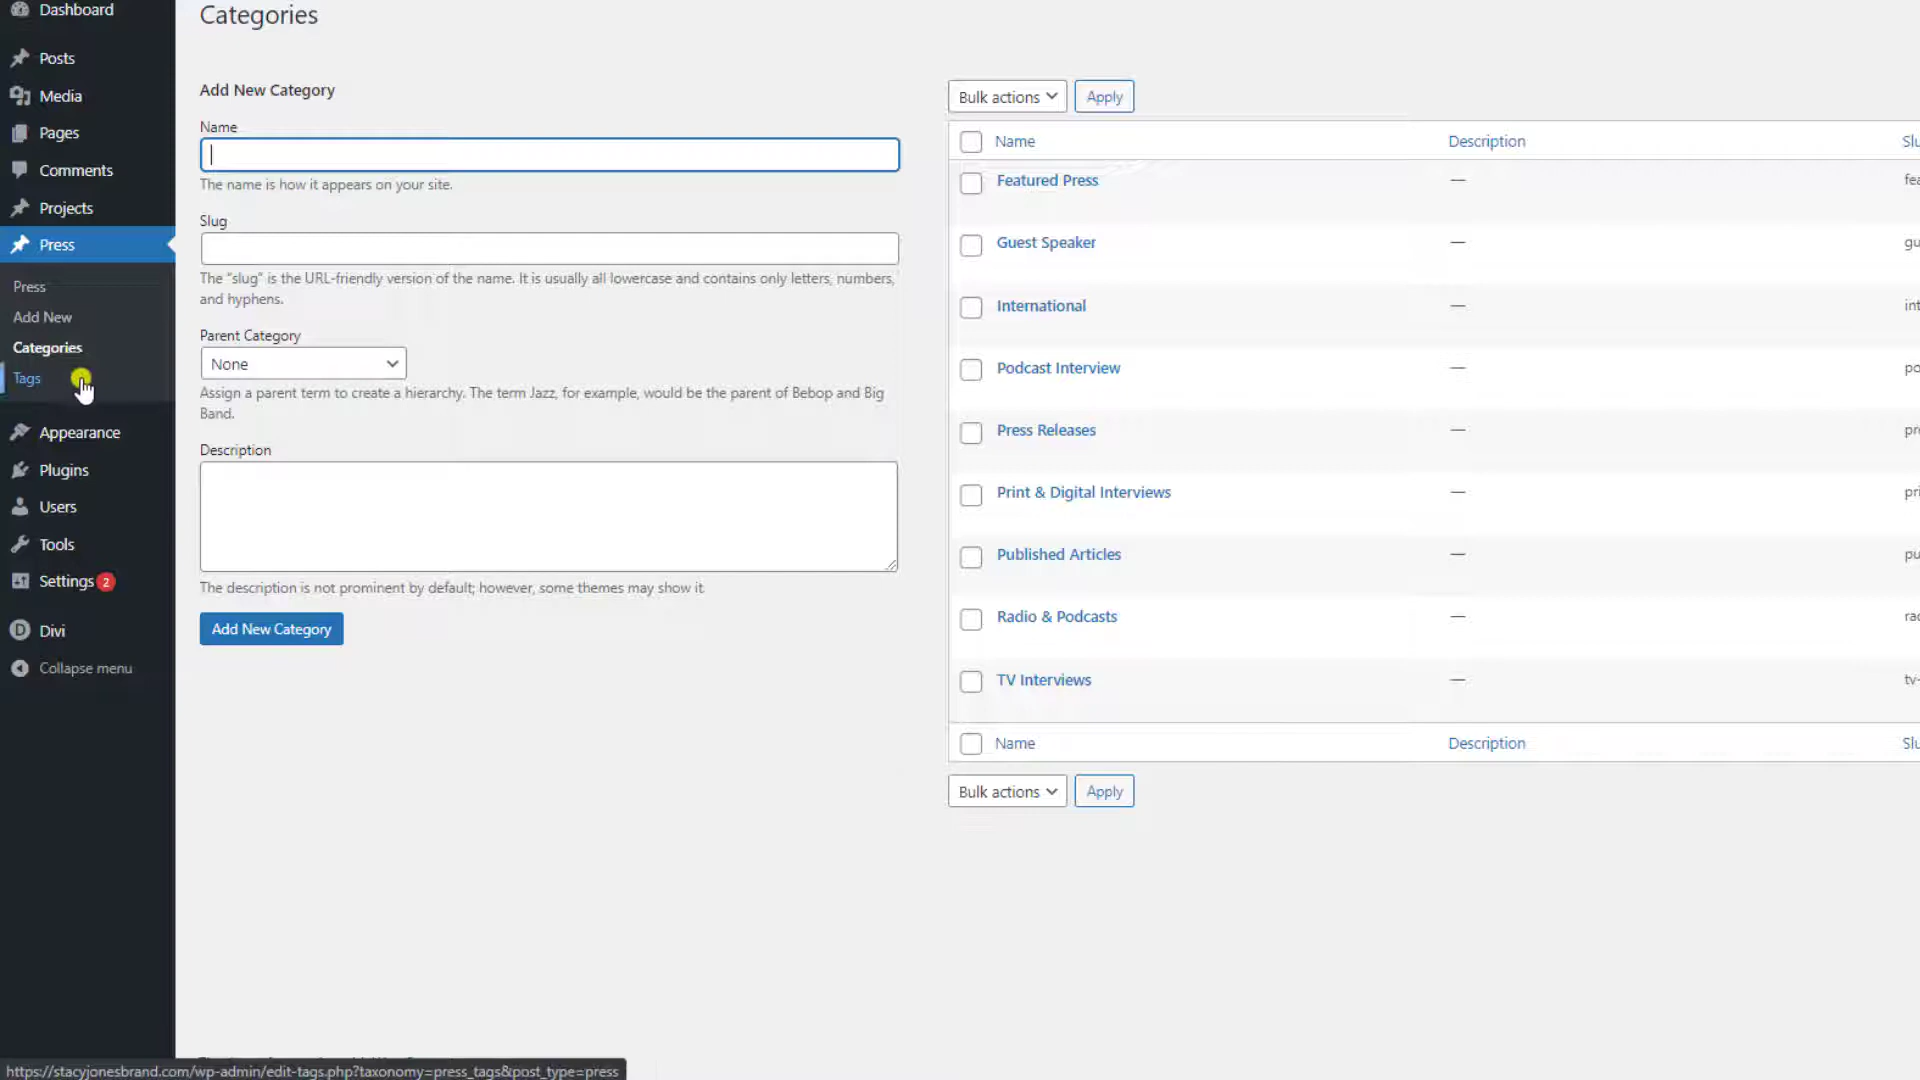 Dashboard
Posts
Media
Pages
Comments
Projects
Press
Press
Add New
Categories
Tags
Appearance
Plugins
Users
Tools
Settings 2
Divi
Collapse menu
Categories
Add New Category
Name
The name is how it appears on your site.
Slug
The “slug” is the URL-friendly version of the name. It is usually all lowercase and contains only letters, numbers,
and hyphens.
Parent Category
None
Assign a parent term to create a hierarchy. The term Jazz, for example, would be the parent of Bebop and Big
Band.
Description
The description is not prominent by default; however, some themes may show it.
Add New Category
Bulk actions Apply
Name Description Slu
Featured Press — fea
Guest Speaker — gu
International — int
Podcast Interview — po
Press Releases — pre
Print & Digital Interviews — pri
Published Articles — pu
Radio & Podcasts — rad
TV Interviews — tv-
Name Description Slu
Bulk actions Apply
https://stacyjonesbrand.com/wp-admin/edit-tags.php?taxonomy=press_tags&post_type=press